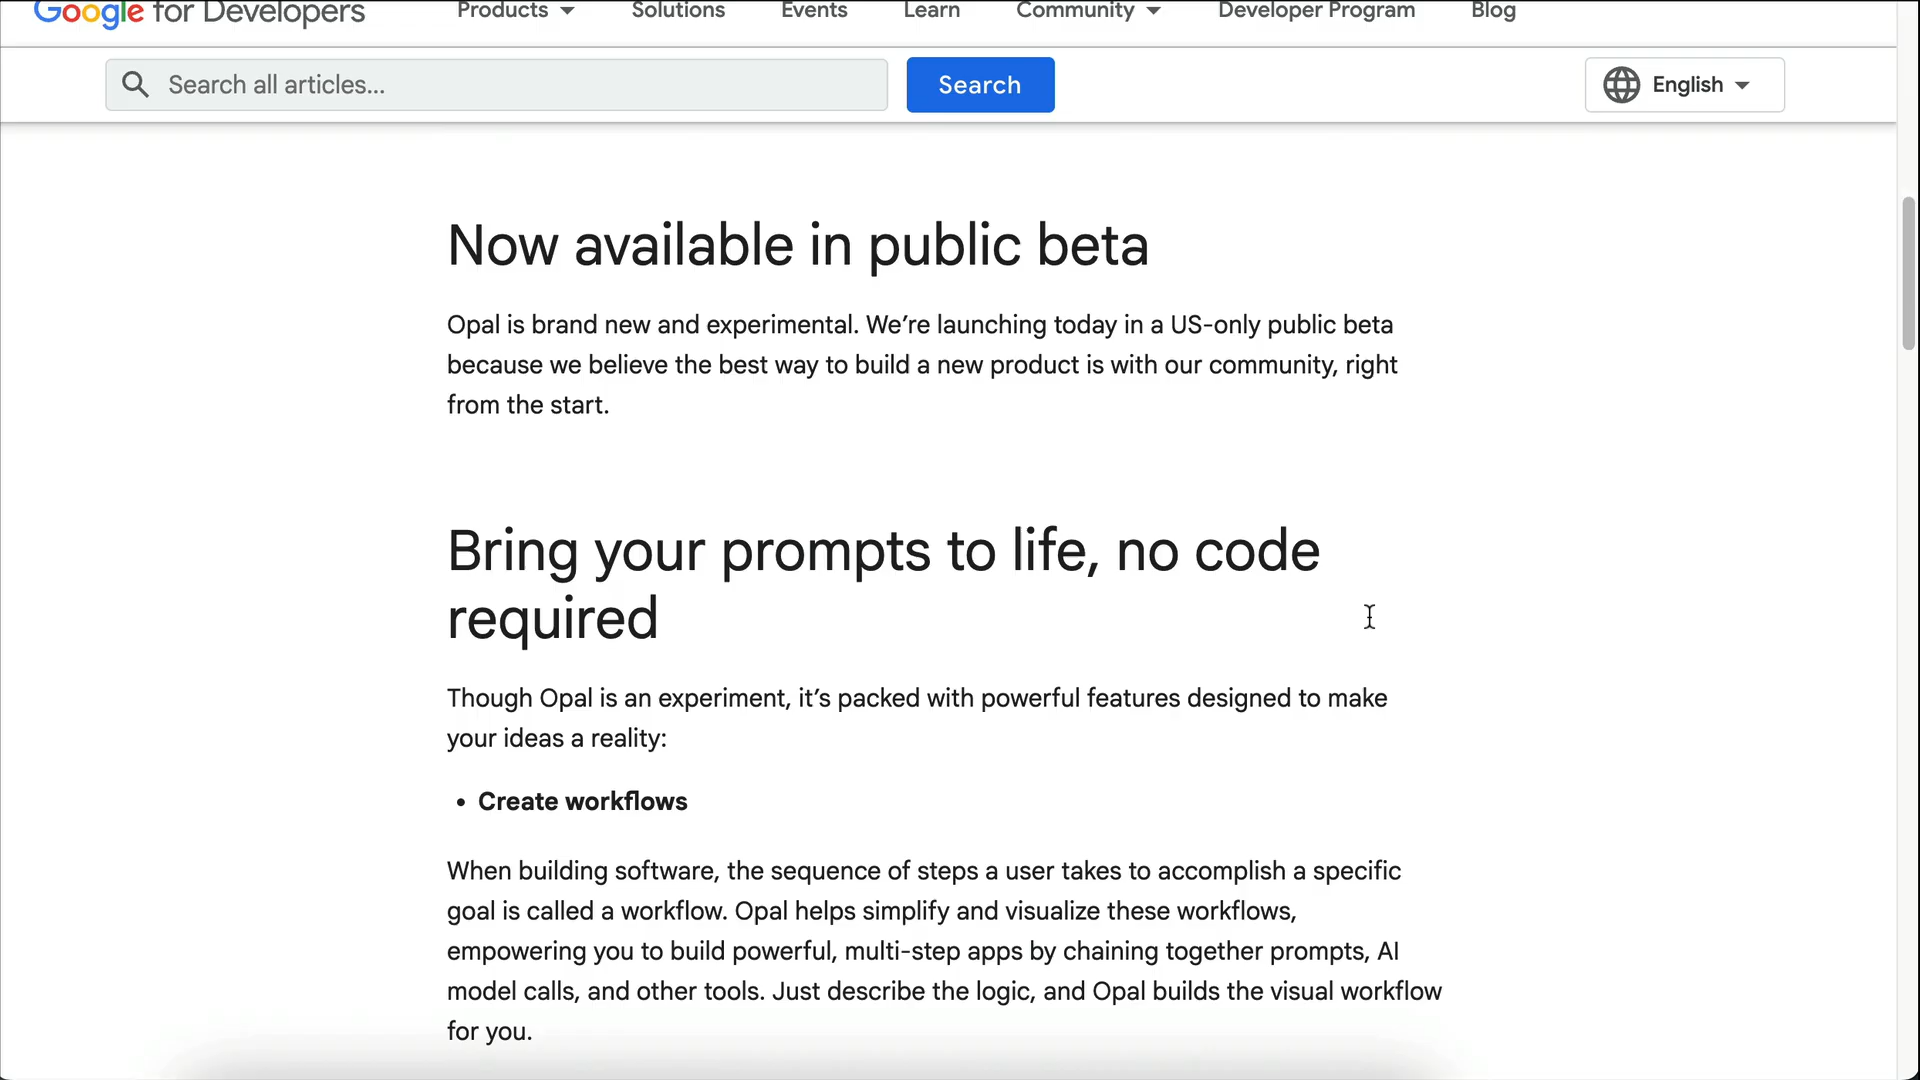 Google for Developers Products Solutions Events Learn Community Developer Program Blog
Search all articles... Search English
Now available in public beta
Opal is brand new and experimental. We’re launching today in a US-only public beta
because we believe the best way to build a new product is with our community, right
from the start.
Bring your prompts to life, no code
required
Though Opal is an experiment, it’s packed with powerful features designed to make
your ideas a reality:
• Create workflows
When building software, the sequence of steps a user takes to accomplish a specific
goal is called a workflow. Opal helps simplify and visualize these workflows,
empowering you to build powerful, multi-step apps by chaining together prompts, AI
model calls, and other tools. Just describe the logic, and Opal builds the visual workflow
for you.